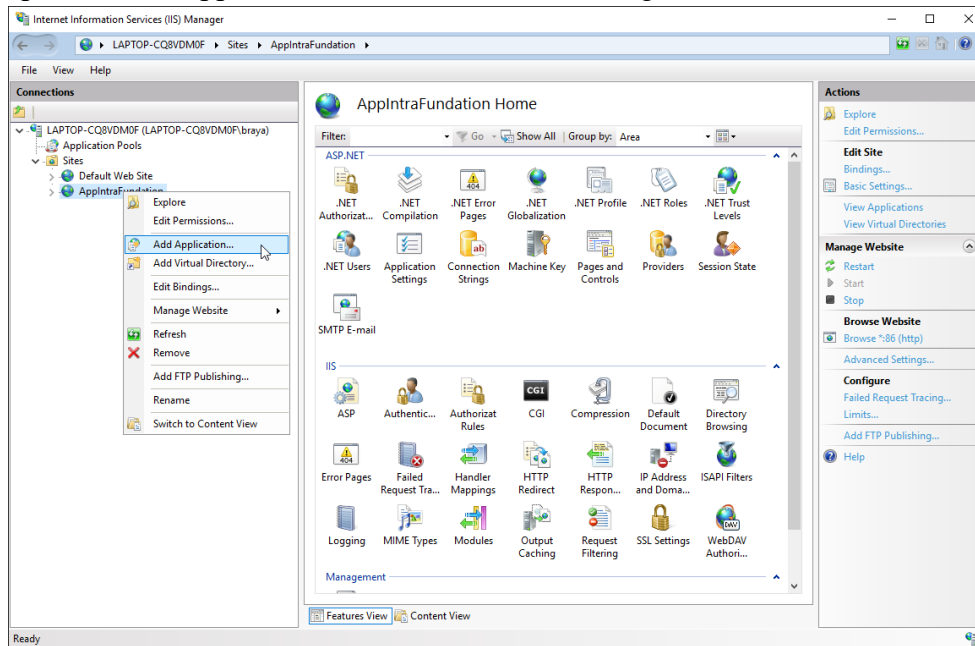 Internet Information Services (IIS) Manager
LAPTOP-CQ8VDM0F ▸ Sites ▸ AppIntraFundation ▸
File View Help
Connections
LAPTOP-CQ8VDM0F (LAPTOP-CQ8VDM0F\braya)
Application Pools
Sites
Default Web Site
AppIntraFundation
Explore
Edit Permissions...
Add Application...
Add Virtual Directory...
Edit Bindings...
Manage Website
Refresh
Remove
Add FTP Publishing...
Rename
Switch to Content View
AppIntraFundation Home
Filter: Go Show All Group by: Area
ASP.NET
.NET Authorizat...
.NET Compilation
.NET Error Pages
.NET Globalization
.NET Profile
.NET Roles
.NET Trust Levels
.NET Users
Application Settings
Connection Strings
Machine Key
Pages and Controls
Providers
Session State
SMTP E-mail
IIS
ASP
Authentic...
Authorizat Rules
CGI
Compression
Default Document
Directory Browsing
Error Pages
Failed Request Tra...
Handler Mappings
HTTP Redirect
HTTP Respon...
IP Address and Doma...
ISAPI Filters
Logging
MIME Types
Modules
Output Caching
Request Filtering
SSL Settings
WebDAV Authori...
Management
Features View Content View
Actions
Explore
Edit Permissions...
Edit Site
Bindings...
Basic Settings...
View Applications
View Virtual Directories
Manage Website
Restart
Start
Stop
Browse Website
Browse *:86 (http)
Advanced Settings...
Configure
Failed Request Tracing...
Limits...
Add FTP Publishing...
Help
Ready